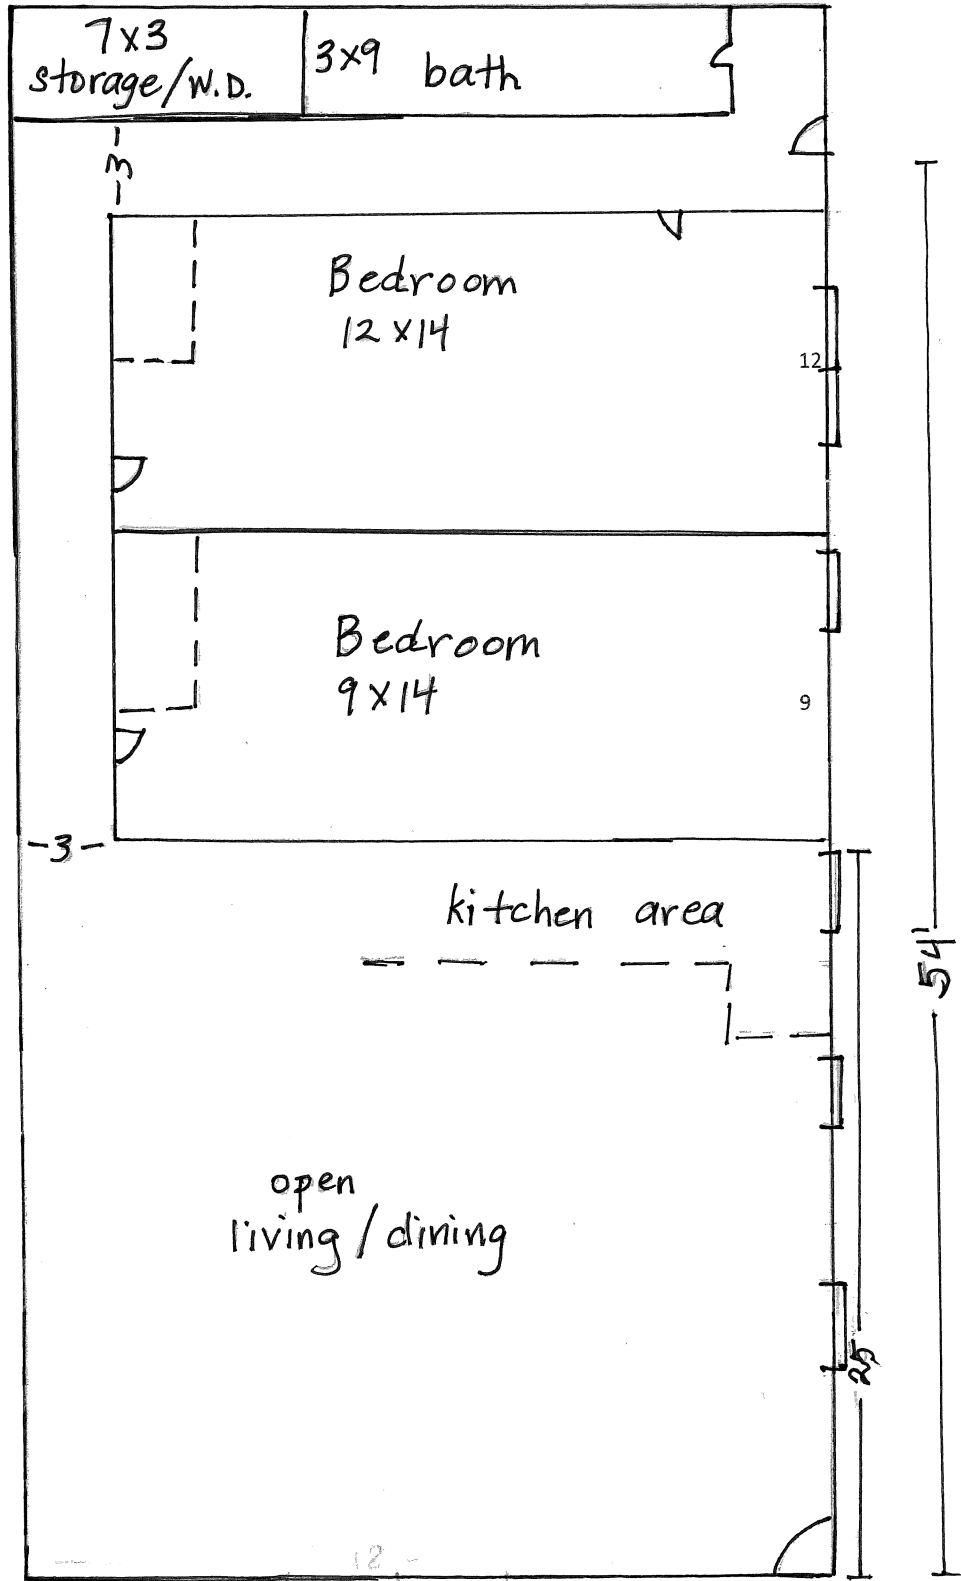 7x3
storage/W.D.
3x9 bath
-3-
Bedroom
12 x 14
12
Bedroom
9 x 14
9
-3-
kitchen area
54'
open
living / dining
25